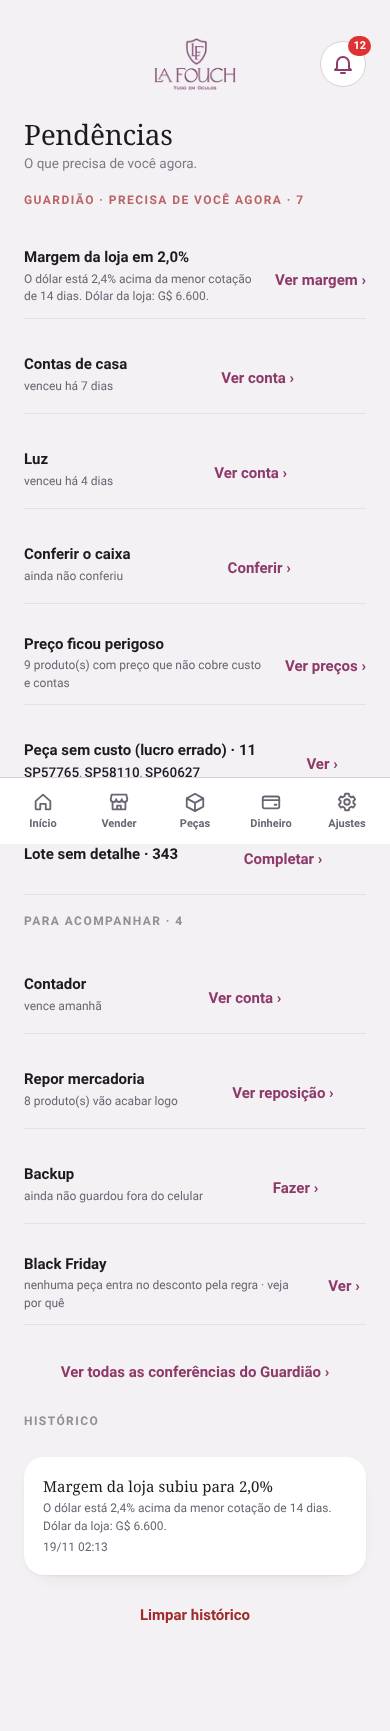 LF
LA FOUCH
TUDO EM ÓCULOS
12
Pendências
O que precisa de você agora.
GUARDIÃO · PRECISA DE VOCÊ AGORA · 7
Margem da loja em 2,0%
O dólar está 2,4% acima da menor cotação
de 14 dias. Dólar da loja: G$ 6.600.
Ver margem ›
Contas de casa
venceu há 7 dias
Ver conta ›
Luz
venceu há 4 dias
Ver conta ›
Conferir o caixa
ainda não conferiu
Conferir ›
Preço ficou perigoso
9 produto(s) com preço que não cobre custo
e contas
Ver preços ›
Peça sem custo (lucro errado) · 11
SP57765, SP58110, SP60627
Ver ›
Início
Vender
Peças
Dinheiro
Ajustes
Lote sem detalhe · 343
Completar ›
PARA ACOMPANHAR · 4
Contador
vence amanhã
Ver conta ›
Repor mercadoria
8 produto(s) vão acabar logo
Ver reposição ›
Backup
ainda não guardou fora do celular
Fazer ›
Black Friday
nenhuma peça entra no desconto pela regra · veja
por quê
Ver ›
Ver todas as conferências do Guardião ›
HISTÓRICO
Margem da loja subiu para 2,0%
O dólar está 2,4% acima da menor cotação de 14 dias.
Dólar da loja: G$ 6.600.
19/11 02:13
Limpar histórico